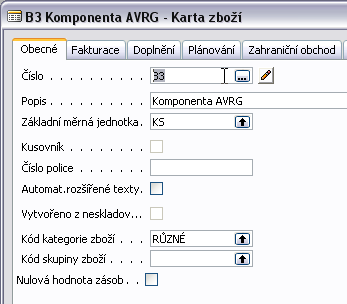 B3 Komponenta AVRG - Karta zboží
Obecné Fakturace Doplnění Plánování Zahraniční obchod
Číslo . . . . . . . . . . . B3 ...
Popis . . . . . . . . . . . Komponenta AVRG
Základní měrná jednotka. KS
Kusovník . . . . . . . . .
Číslo police . . . . . . . .
Automat.rozšířené texty.
Vytvořeno z neskladov...
Kód kategorie zboží . . . RŮZNÉ
Kód skupiny zboží . . . .
Nulová hodnota zásob . .